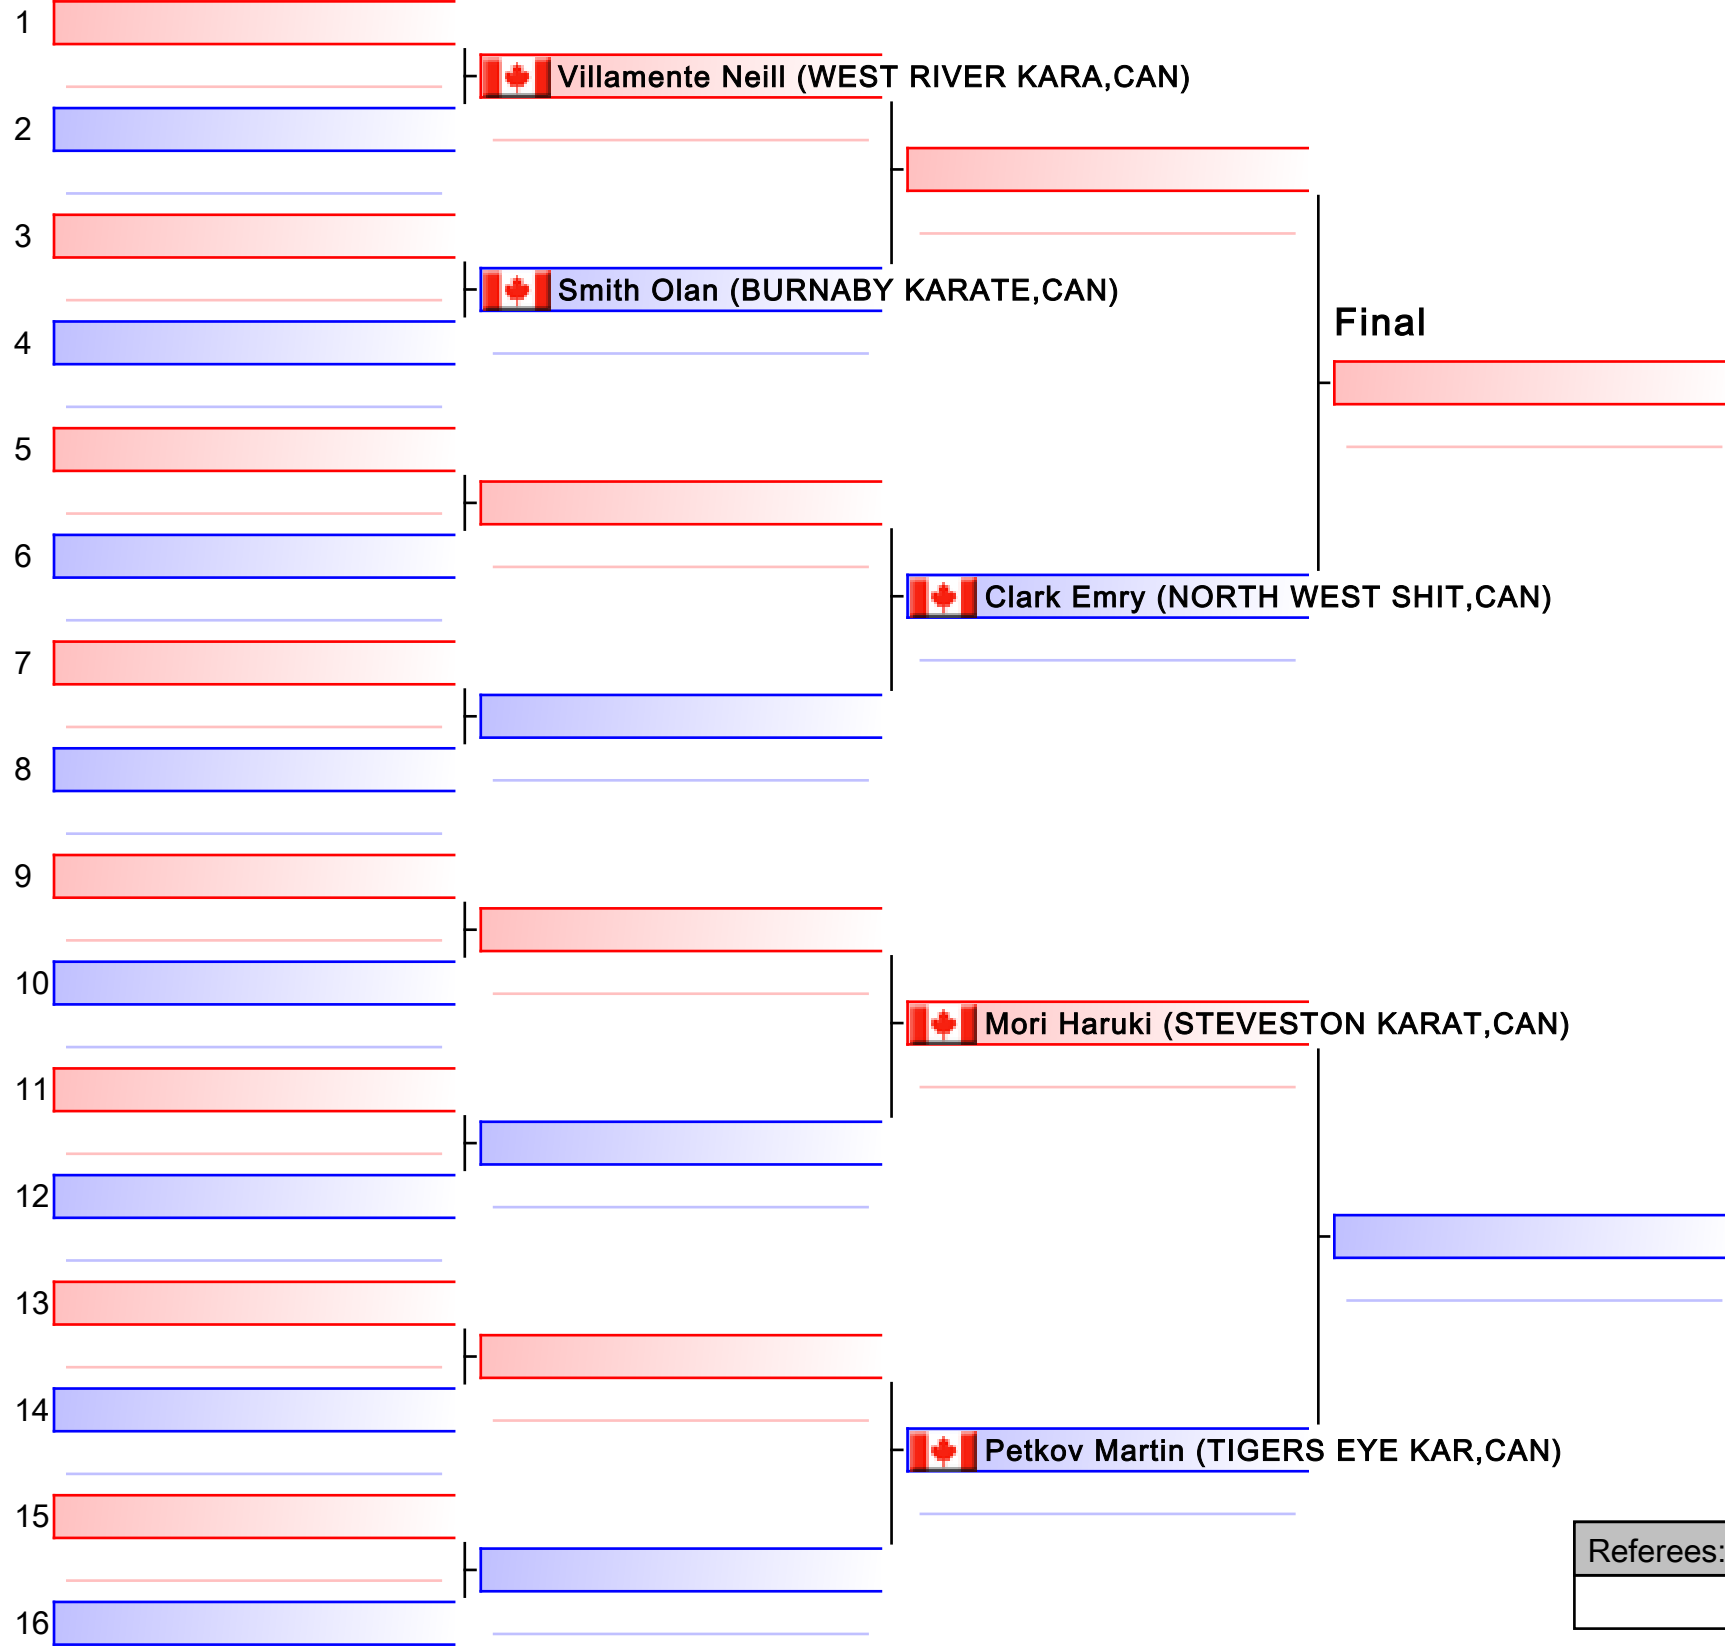 1
Villamente Neill (WEST RIVER KARA,CAN)
2
3
Smith Olan (BURNABY KARATE,CAN)
Final
4
5
6
Clark Emry (NORTH WEST SHIT,CAN)
7
8
9
10
Mori Haruki (STEVESTON KARAT,CAN)
11
12
13
14
Petkov Martin (TIGERS EYE KAR,CAN)
15
Referees:
16